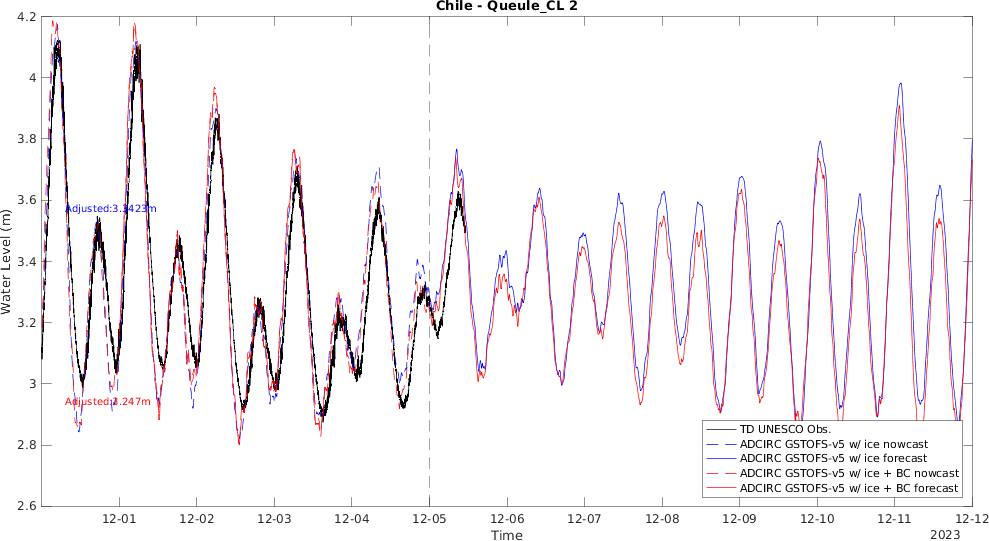 Chile - Queule_CL 2
4.2
4
3.8
3.6
3.4
3.2
3
2.8
2.6
Water Level (m)
Adjusted:3.3423m
Adjusted:3.247m
TD UNESCO Obs.
ADCIRC GSTOFS-v5 w/ ice nowcast
ADCIRC GSTOFS-v5 w/ ice forecast
ADCIRC GSTOFS-v5 w/ ice + BC nowcast
ADCIRC GSTOFS-v5 w/ ice + BC forecast
12-01 12-02 12-03 12-04 12-05 12-06 12-07 12-08 12-09 12-10 12-11 12-12
Time
2023